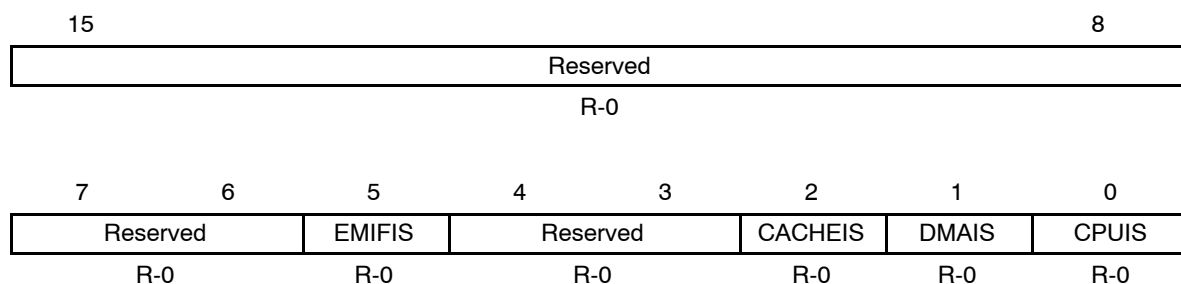 15 8
Reserved
R-0
7 6 5 4 3 2 1 0
Reserved EMIFIS Reserved CACHEIS DMAIS CPUIS
R-0 R-0 R-0 R-0 R-0 R-0